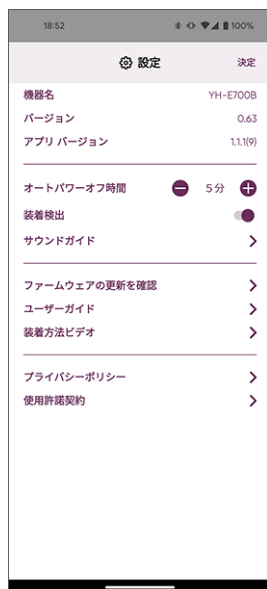 18:52 100%
設定 決定
機器名 YH-E700B
バージョン 0.63
アプリ バージョン 1.1.1(9)
オートパワーオフ時間 5分
装着検出
サウンドガイド
ファームウェアの更新を確認
ユーザーガイド
装着方法ビデオ
プライバシーポリシー
使用許諾契約